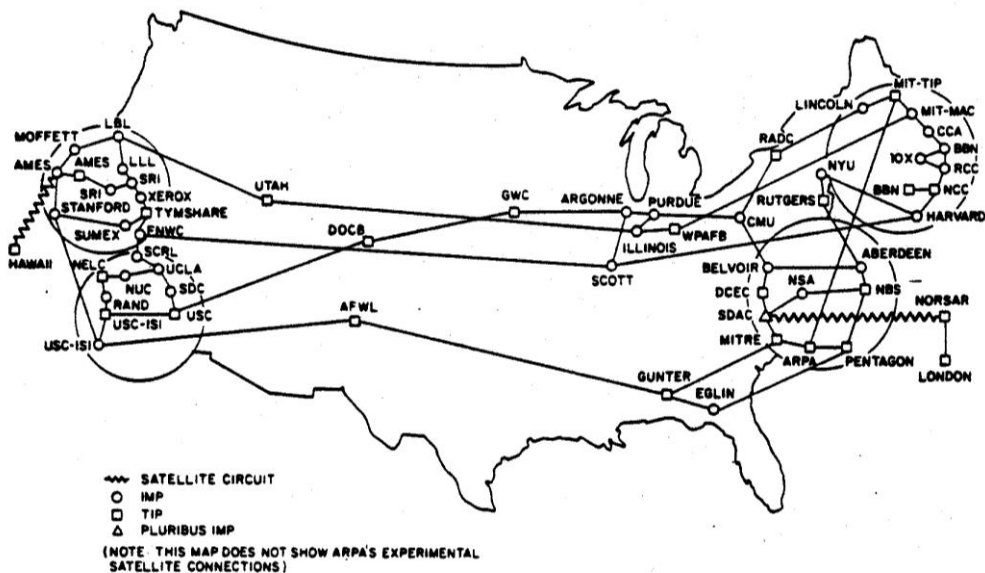 MIT-TIP
LINCOLN
MIT-MAC
LBL
MOFFETT
RADC
CCA
BBN
AMES
AMES
LLL
NYU
10X
SRI
RCC
SRI
XEROX
UTAH
BBN
NCC
RUTGERS
STANFORD
TYMSHARE
GWC
ARGONNE
PURDUE
HARVARD
SUMEX
FNWC
DOCB
ILLINOIS
WPAFB
CMU
HAWAII
SCRL
NELC
UCLA
SCOTT
BELVOIR
ABERDEEN
NUC
SDC
NSA
DCEC
NBS
RAND
AFWL
SDAC
NORSAR
USC-ISI
USC
USC-ISI
MITRE
ARPA
PENTAGON
LONDON
GUNTER
EGLIN
SATELLITE CIRCUIT
IMP
TIP
PLURIBUS IMP
(NOTE: THIS MAP DOES NOT SHOW ARPA'S EXPERIMENTAL
SATELLITE CONNECTIONS)